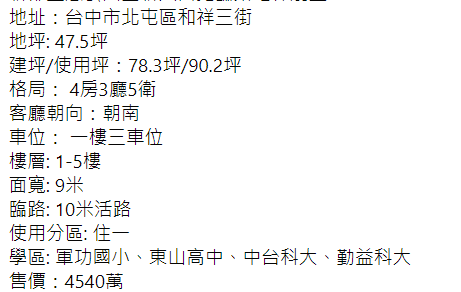 地址：台中市北屯區和祥三街
地坪: 47.5坪
建坪/使用坪：78.3坪/90.2坪
格局： 4房3廳5衛
客廳朝向：朝南
車位： 一樓三車位
樓層: 1-5樓
面寬: 9米
臨路: 10米活路
使用分區: 住一
學區: 軍功國小、東山高中、中台科大、勤益科大
售價：4540萬